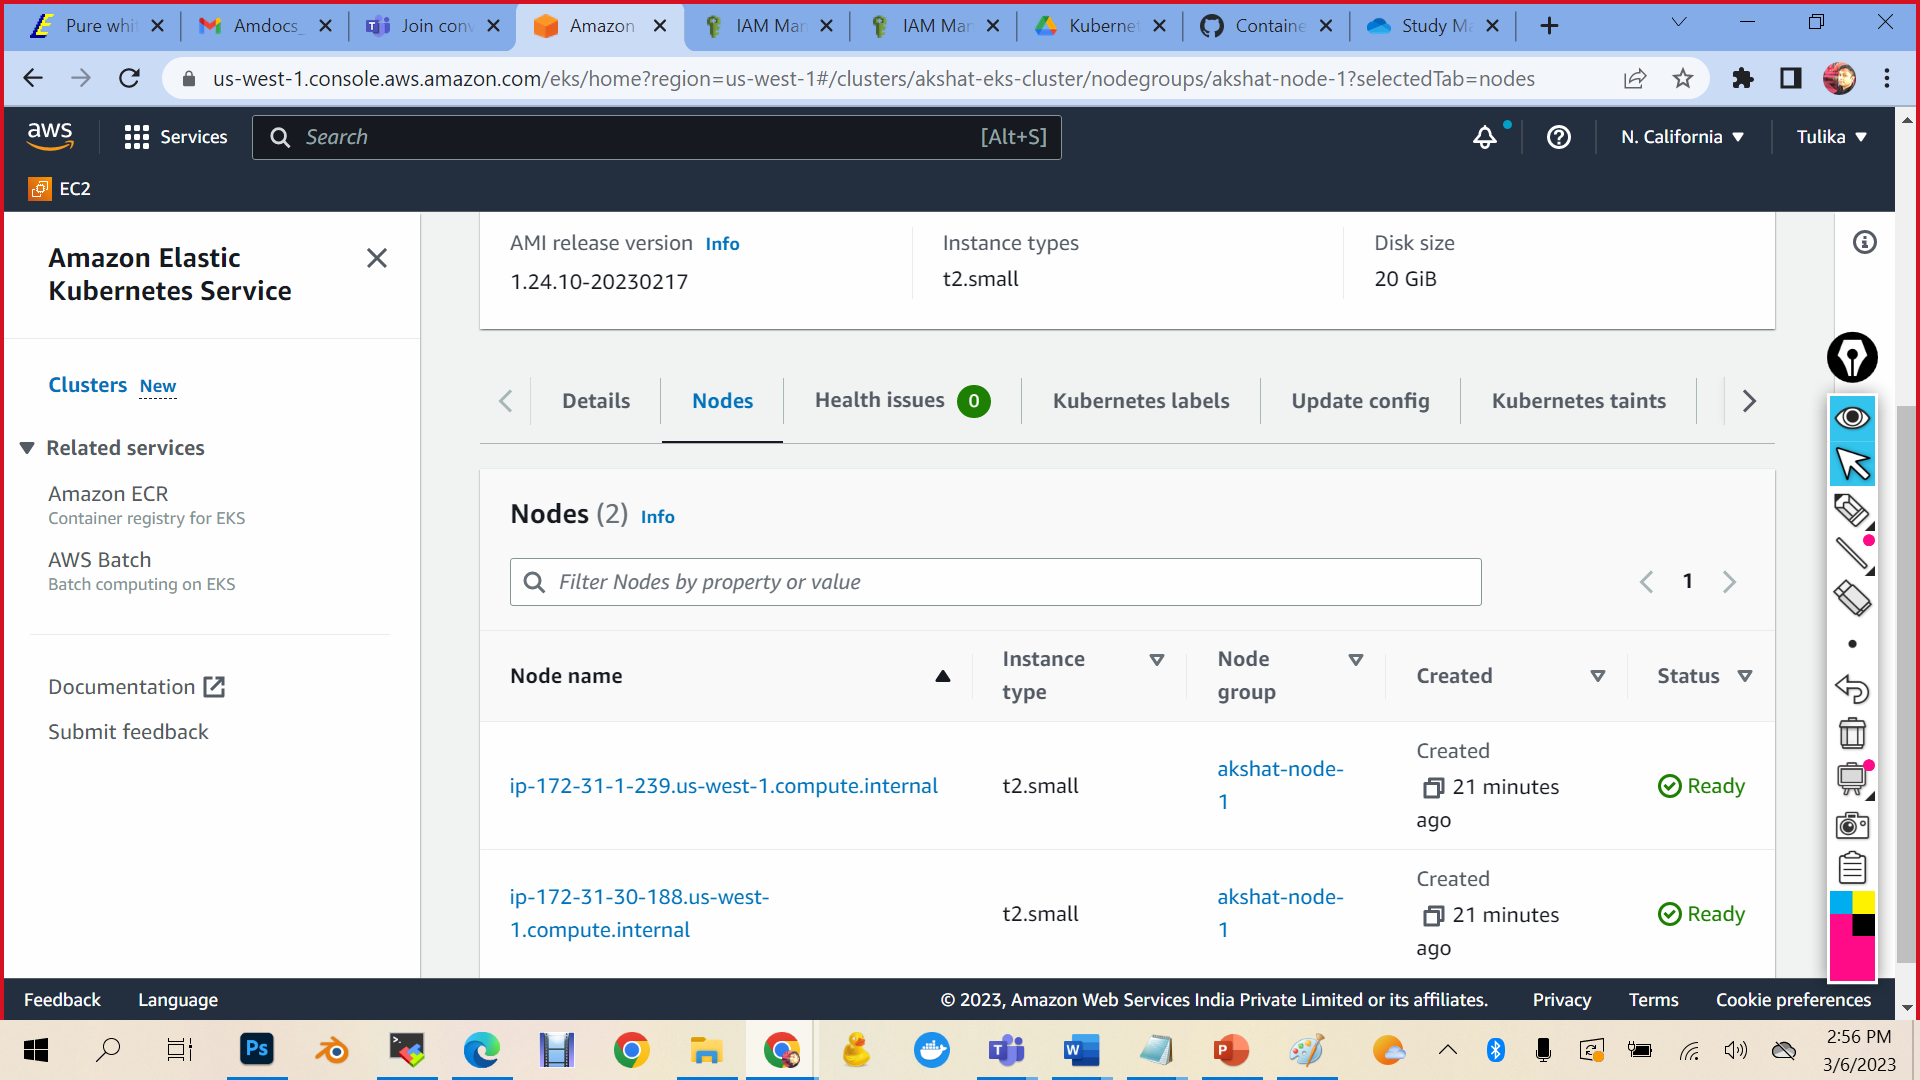 Pure whi
Amdocs_
Join conv
Amazon
IAM Man
IAM Man
Kubernet
Containe
Study Ma
us-west-1.console.aws.amazon.com/eks/home?region=us-west-1#/clusters/akshat-eks-cluster/nodegroups/akshat-node-1?selectedTab=nodes
aws
Services
Search
[Alt+S]
N. California
Tulika
EC2
Amazon Elastic
Kubernetes Service
Clusters New
Related services
Amazon ECR
Container registry for EKS
AWS Batch
Batch computing on EKS
Documentation
Submit feedback
AMI release version Info
1.24.10-20230217
Instance types
t2.small
Disk size
20 GiB
Details
Nodes
Health issues 0
Kubernetes labels
Update config
Kubernetes taints
Nodes (2) Info
Filter Nodes by property or value
1
Node name
Instance
type
Node
group
Created
Status
ip-172-31-1-239.us-west-1.compute.internal
t2.small
akshat-node-
1
Created
21 minutes
ago
Ready
ip-172-31-30-188.us-west-
1.compute.internal
t2.small
akshat-node-
1
Created
21 minutes
ago
Ready
Feedback
Language
© 2023, Amazon Web Services India Private Limited or its affiliates.
Privacy
Terms
Cookie preferences
Ps
T
W
P
2:56 PM
3/6/2023